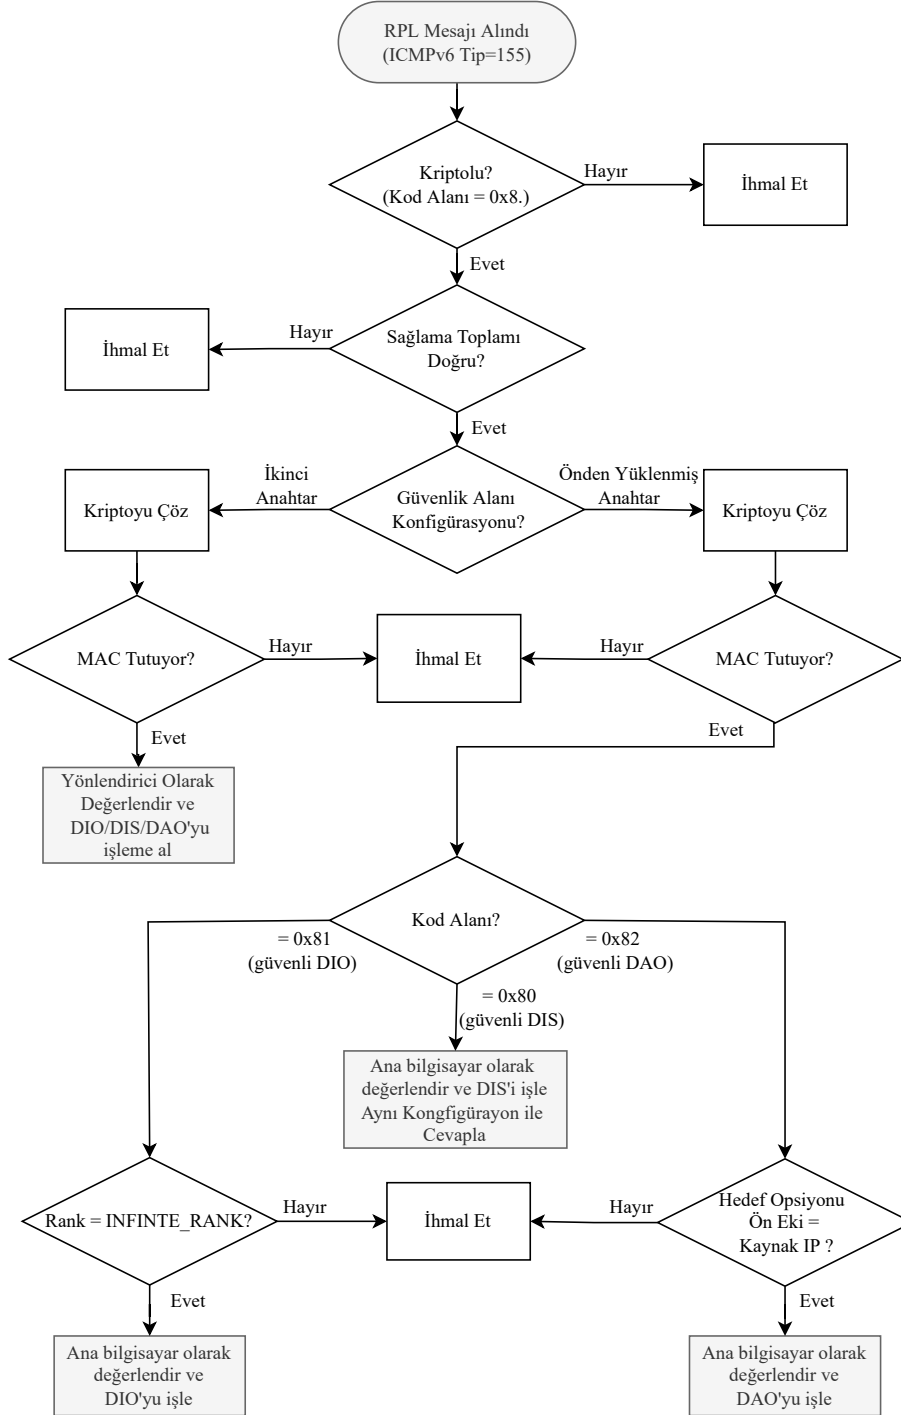 RPL Mesajı Alındı
(ICMPv6 Tip=155)
Kriptolu?
(Kod Alanı = 0x8.)
Hayır
İhmal Et
Evet
Sağlama Toplamı
Doğru?
Hayır
İhmal Et
Evet
Güvenlik Alanı
Konfigürasyonu?
İkinci
Anahtar
Önden Yüklenmiş
Anahtar
Kriptoyu Çöz
Kriptoyu Çöz
MAC Tutuyor?
Hayır
İhmal Et
Hayır
MAC Tutuyor?
Evet
Evet
Yönlendirici Olarak
Değerlendir ve
DIO/DIS/DAO'yu
işleme al
Kod Alanı?
= 0x81
(güvenli DIO)
= 0x82
(güvenli DAO)
= 0x80
(güvenli DIS)
Ana bilgisayar olarak
değerlendir ve DIS'i işle
Aynı Kongfigürayon ile
Cevapla
Rank = INFINTE_RANK?
Hayır
İhmal Et
Hayır
Hedef Opsiyonu
Ön Eki =
Kaynak IP ?
Evet
Evet
Ana bilgisayar olarak
değerlendir ve
DIO'yu işle
Ana bilgisayar olarak
değerlendir ve
DAO'yu işle